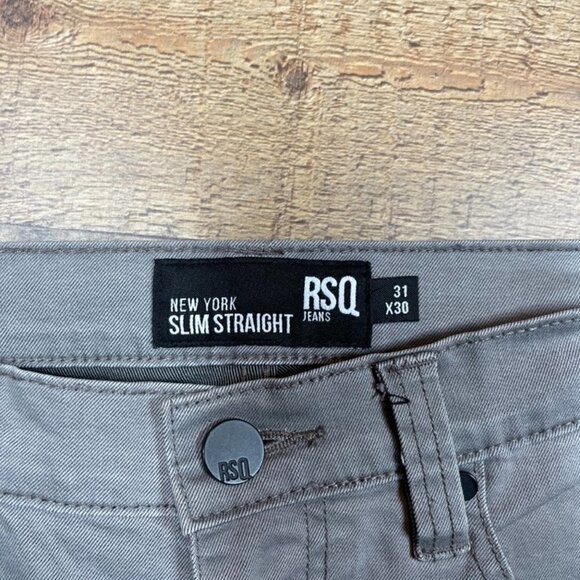 NEW YORK
SLIM STRAIGHT
RSQ
JEANS
31
X30
RSQ